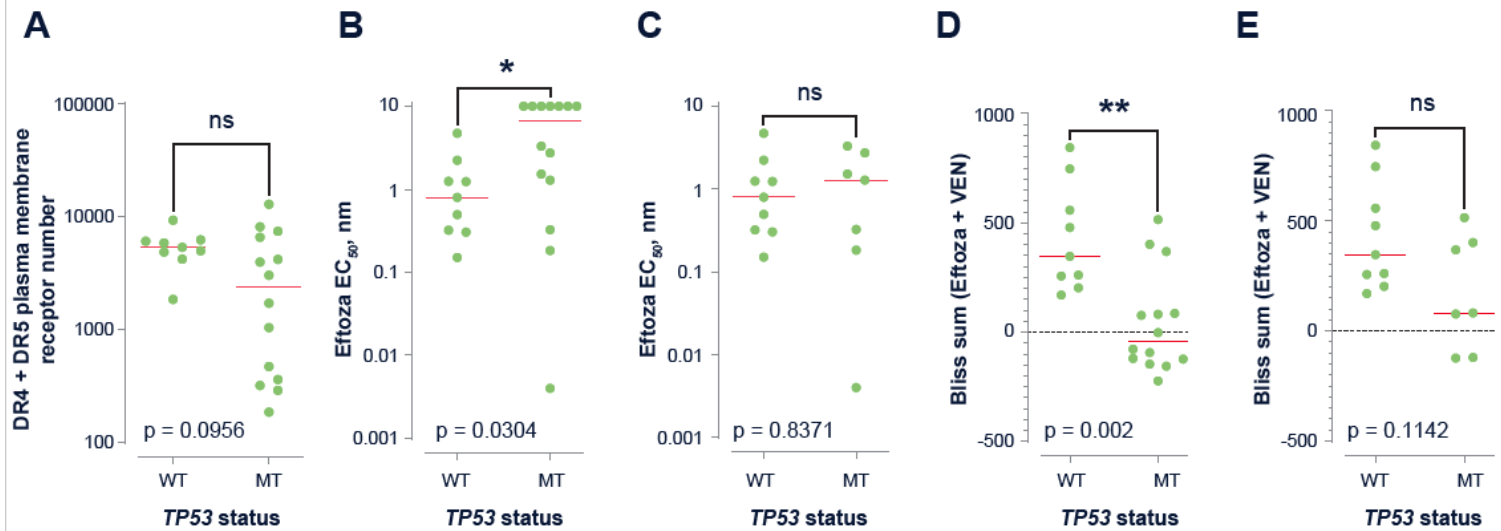 A
DR4 + DR5 plasma membrane
receptor number
100000
10000
1000
100
ns
p = 0.0956
WT
MT
TP53 status
B
Eftoza EC50, nm
10
1
0.1
0.01
0.001
*
p = 0.0304
WT
MT
TP53 status
C
Eftoza EC50, nm
10
1
0.1
0.01
0.001
ns
p = 0.8371
WT
MT
TP53 status
D
Bliss sum (Eftoza + VEN)
1000
500
0
-500
**
p = 0.002
WT
MT
TP53 status
E
Bliss sum (Eftoza + VEN)
1000
500
0
-500
ns
p = 0.1142
WT
MT
TP53 status